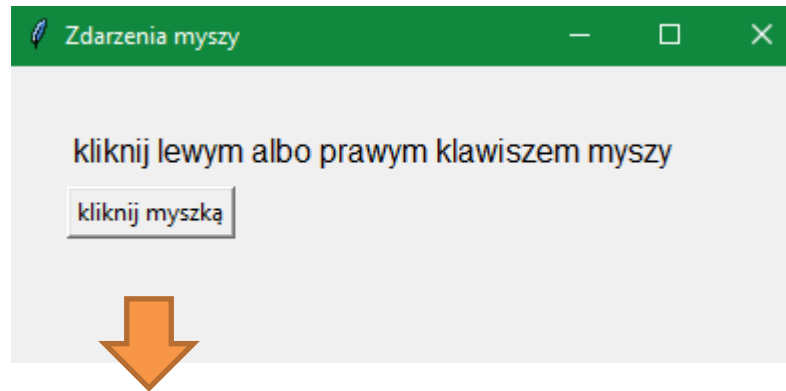 Zdarzenia myszy
kliknij lewym albo prawym klawiszem myszy
kliknij myszką